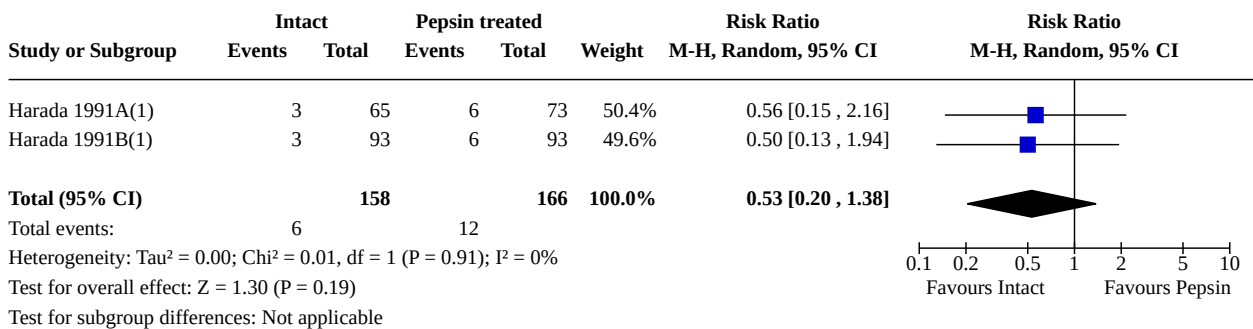 Intact Pepsin treated Risk Ratio Risk Ratio
Study or Subgroup Events Total Events Total Weight M-H, Random, 95% CI M-H, Random, 95% CI
Harada 1991A(1) 3 65 6 73 50.4% 0.56 [0.15 , 2.16]
Harada 1991B(1) 3 93 6 93 49.6% 0.50 [0.13 , 1.94]
Total (95% CI) 158 166 100.0% 0.53 [0.20 , 1.38]
Total events: 6 12
Heterogeneity: Tau² = 0.00; Chi² = 0.01, df = 1 (P = 0.91); I² = 0%
0.1 0.2 0.5 1 2 5 10
Test for overall effect: Z = 1.30 (P = 0.19)
Favours Intact Favours Pepsin
Test for subgroup differences: Not applicable